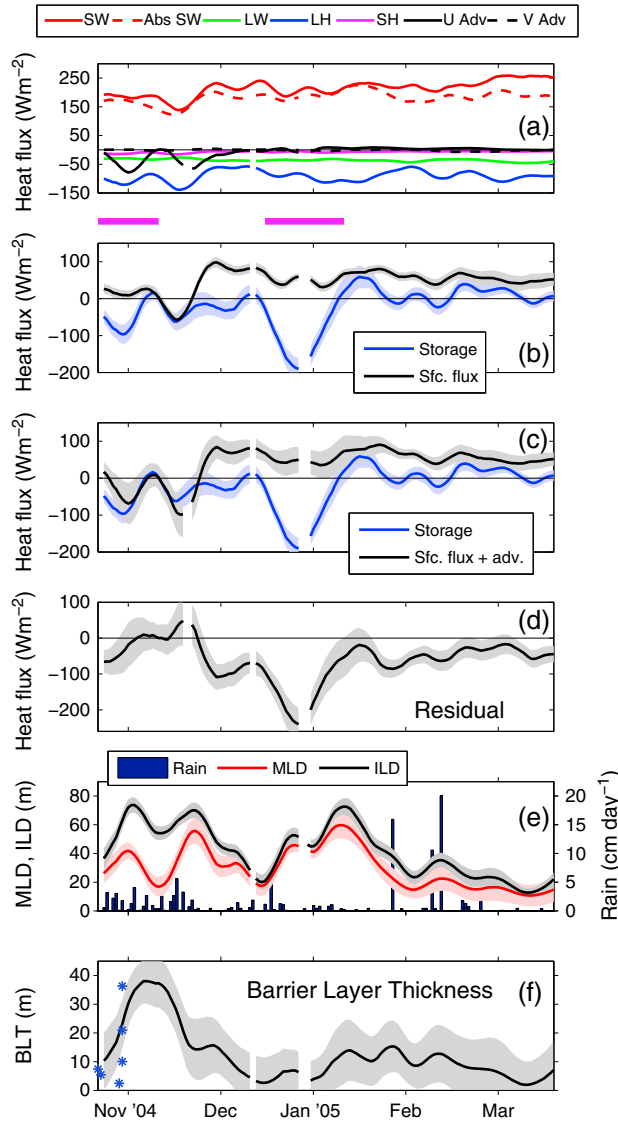 SW Abs SW LW LH SH U Adv V Adv
Heat flux (Wm−2)
250
150
50
−50
−150
(a)
Heat flux (Wm−2)
100
0
−100
−200
Storage
Sfc. flux
(b)
Heat flux (Wm−2)
100
0
−100
−200
(c)
Storage
Sfc. flux + adv.
Heat flux (Wm−2)
100
0
−100
−200
(d)
Residual
Rain MLD ILD
MLD, ILD (m)
80
60
40
20
0
(e)
20
15
10
5
0
Rain (cm day−1)
BLT (m)
40
30
20
10
0
Barrier Layer Thickness (f)
Nov '04 Dec Jan '05 Feb Mar